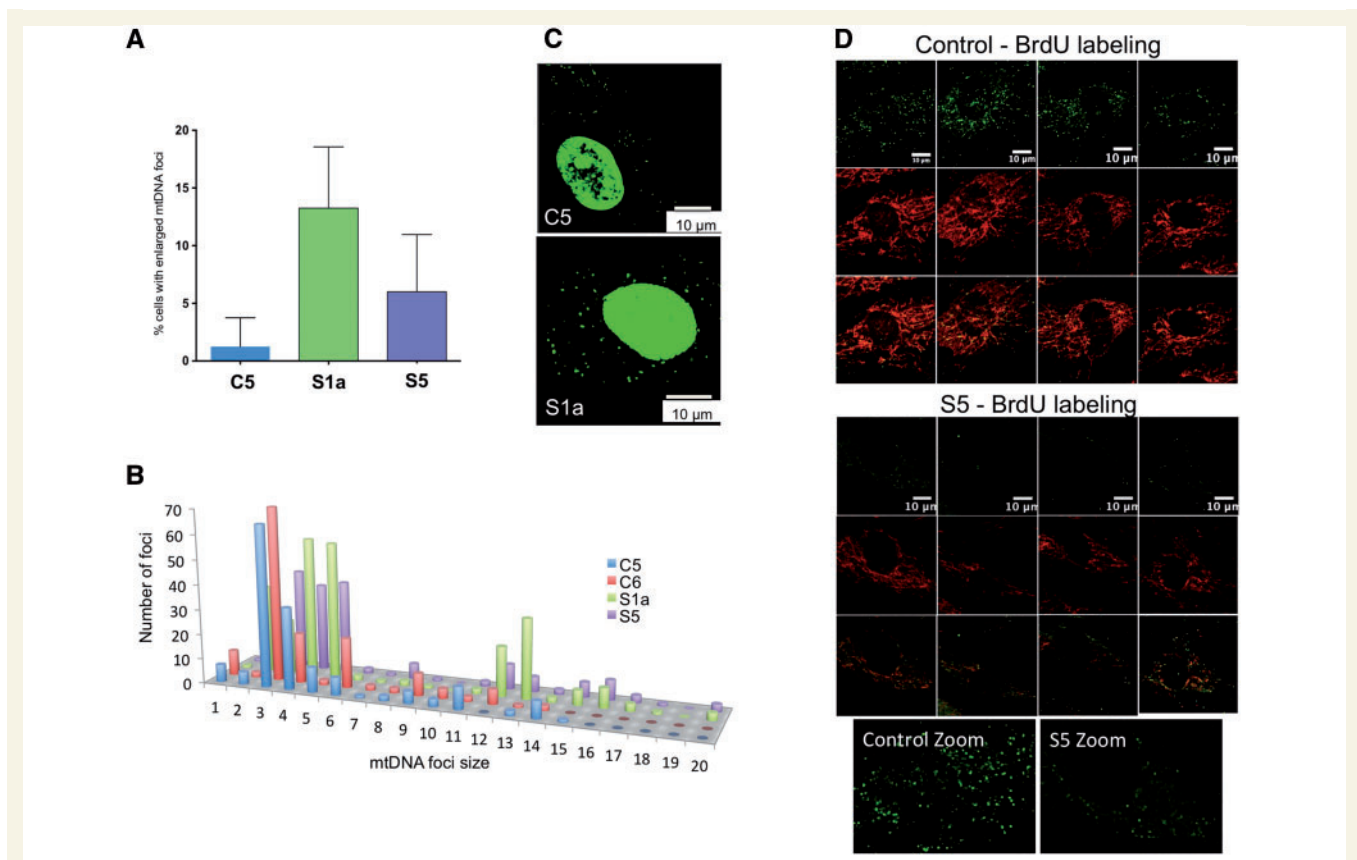 A
% cells with enlarged mtDNA foci
20
15
10
5
0
C5 S1a S5
B
Number of foci
70
60
50
40
30
20
10
0
C5
C6
S1a
S5
1 2 3 4 5 6 7 8 9 10 11 12 13 14 15 16 17 18 19 20
mtDNA foci size
C
C5
10 µm
S1a
10 µm
D
Control - BrdU labeling
10 µm 10 µm 10 µm 10 µm
S5 - BrdU labeling
10 µm 10 µm 10 µm 10 µm
Control Zoom
S5 Zoom